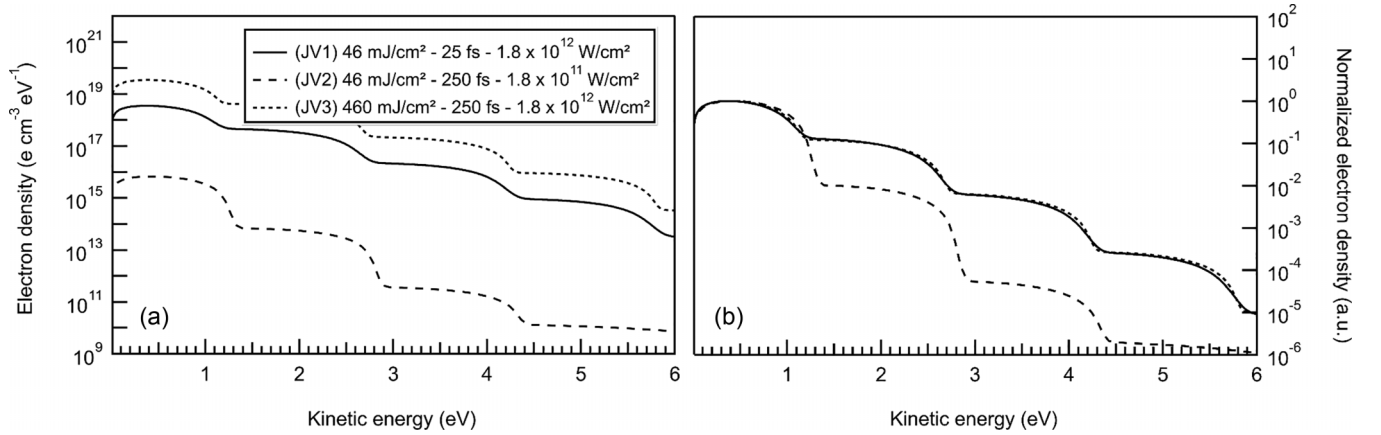 10²¹
10¹⁹
10¹⁷
10¹⁵
10¹³
10¹¹
10⁹
Electron density (e cm⁻³ eV⁻¹)
(JV1) 46 mJ/cm² - 25 fs - 1.8 x 10¹² W/cm²
(JV2) 46 mJ/cm² - 250 fs - 1.8 x 10¹¹ W/cm²
(JV3) 460 mJ/cm² - 250 fs - 1.8 x 10¹² W/cm²
(a)
1 2 3 4 5 6
Kinetic energy (eV)
(b)
1 2 3 4 5 6
Kinetic energy (eV)
10²
10¹
10⁰
10⁻¹
10⁻²
10⁻³
10⁻⁴
10⁻⁵
10⁻⁶
Normalized electron density (a.u.)